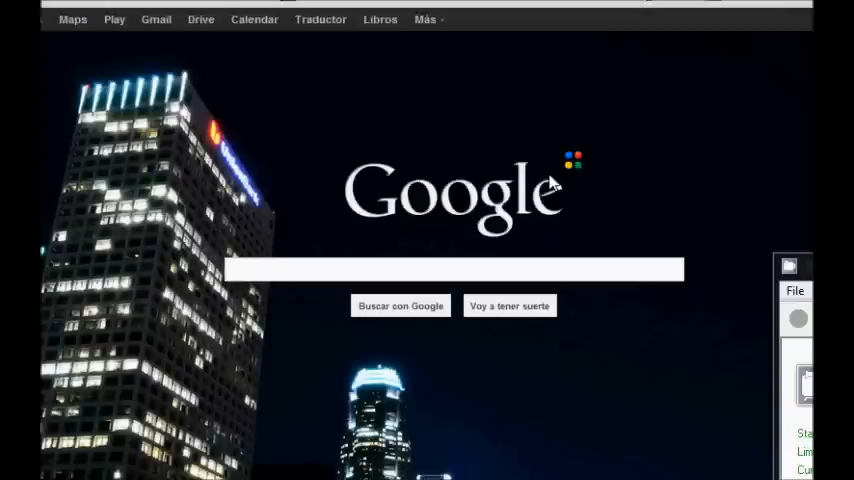 Maps Play Gmail Drive Calendar Traductor Libros Más
Google
Buscar con Google Voy a tener suerte
File